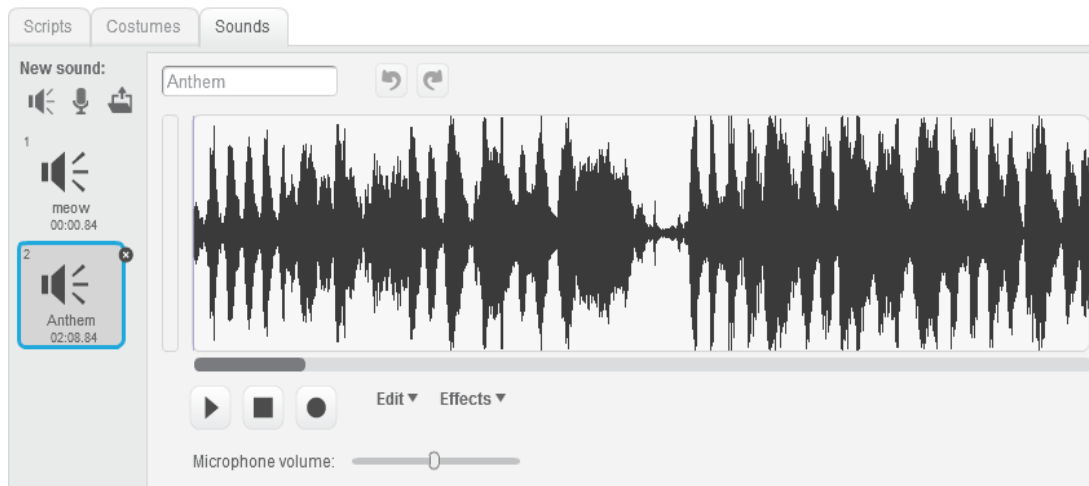 Scripts
Costumes
Sounds
New sound:
Anthem
1
meow
00:00.84
2
Anthem
02:08.84
Edit
Effects
Microphone volume: